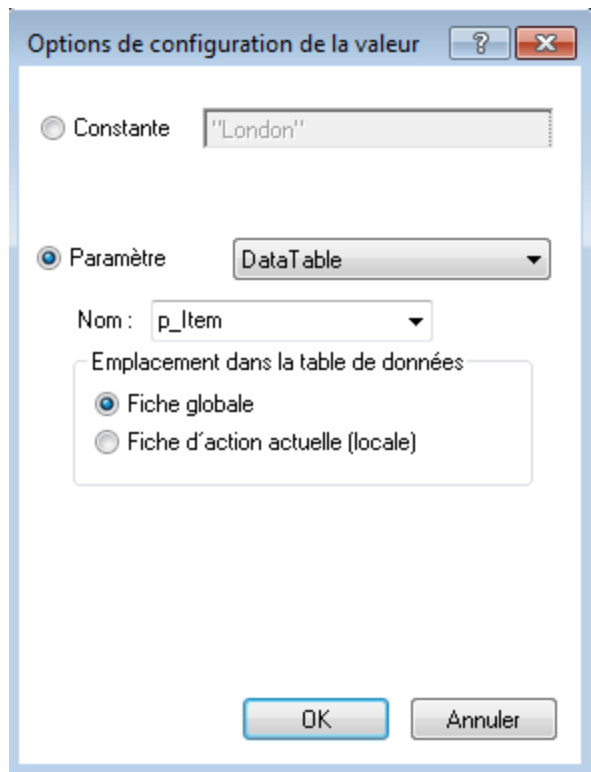 Options de configuration de la valeur
Constante "London"
Paramètre DataTable
Nom : p_Item
Emplacement dans la table de données
Fiche globale
Fiche d´action actuelle (locale)
OK Annuler